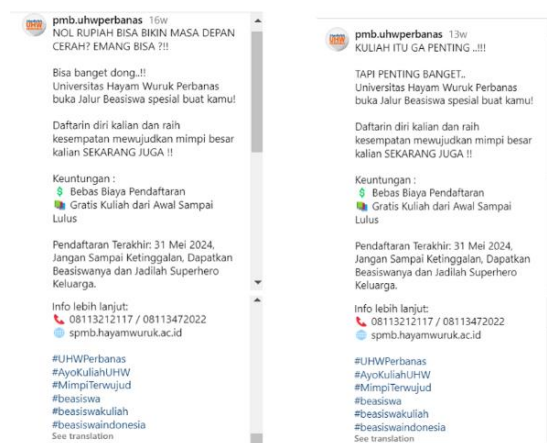 pmb.uhwperbanas 16w
NOL RUPIAH BISA BIKIN MASA DEPAN
CERAH? EMANG BISA ?!!
Bisa banget dong..!!
Universitas Hayam Wuruk Perbanas
buka Jalur Beasiswa spesial buat kamu!
Daftarin diri kalian dan raih
kesempatan mewujudkan mimpi besar
kalian SEKARANG JUGA !!
Keuntungan :
💲 Bebas Biaya Pendaftaran
📚 Gratis Kuliah dari Awal Sampai
Lulus
Pendaftaran Terakhir: 31 Mei 2024,
Jangan Sampai Ketinggalan, Dapatkan
Beasiswanya dan Jadilah Superhero
Keluarga.
Info lebih lanjut:
📞 08113212117 / 08113472022
🌐 spmb.hayamwuruk.ac.id
#UHWPerbanas
#AyoKuliahUHW
#MimpiTerwujud
#beasiswa
#beasiswakuliah
#beasiswaindonesia
See translation
pmb.uhwperbanas 13w
KULIAH ITU GA PENTING ..!!!
TAPI PENTING BANGET..
Universitas Hayam Wuruk Perbanas
buka Jalur Beasiswa spesial buat kamu!
Daftarin diri kalian dan raih
kesempatan mewujudkan mimpi besar
kalian SEKARANG JUGA !!
Keuntungan :
💲 Bebas Biaya Pendaftaran
📚 Gratis Kuliah dari Awal Sampai
Lulus
Pendaftaran Terakhir: 31 Mei 2024,
Jangan Sampai Ketinggalan, Dapatkan
Beasiswanya dan Jadilah Superhero
Keluarga.
Info lebih lanjut:
📞 08113212117 / 08113472022
🌐 spmb.hayamwuruk.ac.id
#UHWPerbanas
#AyoKuliahUHW
#MimpiTerwujud
#beasiswa
#beasiswakuliah
#beasiswaindonesia
See translation